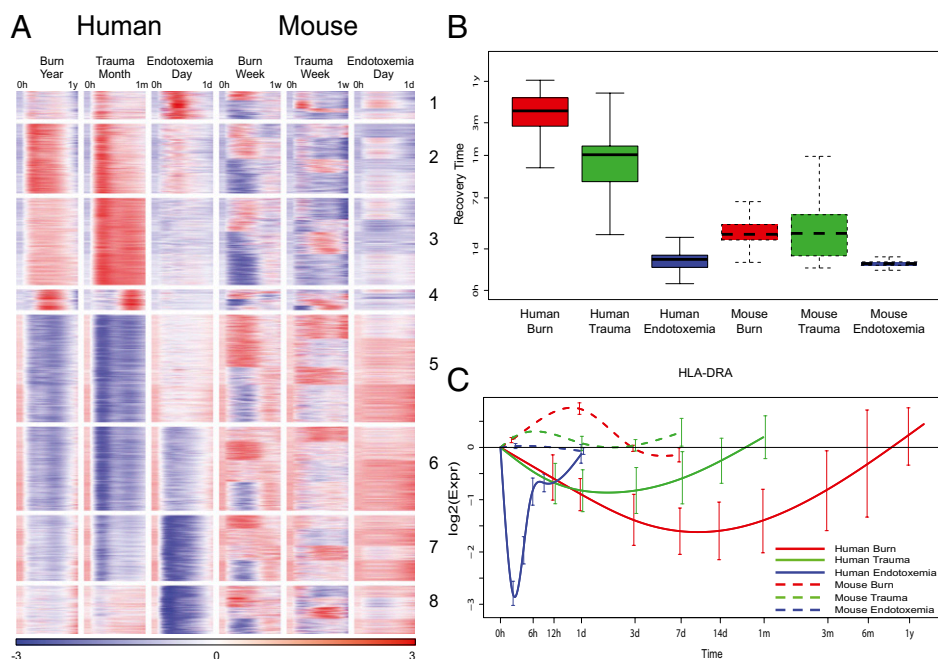 A
Human
Mouse
Burn Year
Trauma Month
Endotoxemia Day
Burn Week
Trauma Week
Endotoxemia Day
0h 1y 0h 1m 0h 1d 0h 1w 0h 1w 0h 1d
1
2
3
4
5
6
7
8
-3 0 3
B
Recovery Time
1y
3m
1m
7d
1d
0h
Human Burn
Human Trauma
Human Endotoxemia
Mouse Burn
Mouse Trauma
Mouse Endotoxemia
C
HLA-DRA
log2(Expr)
0
−1
−2
−3
Human Burn
Human Trauma
Human Endotoxemia
Mouse Burn
Mouse Trauma
Mouse Endotoxemia
0h 6h 12h 1d 3d 7d 14d 1m 3m 6m 1y
Time